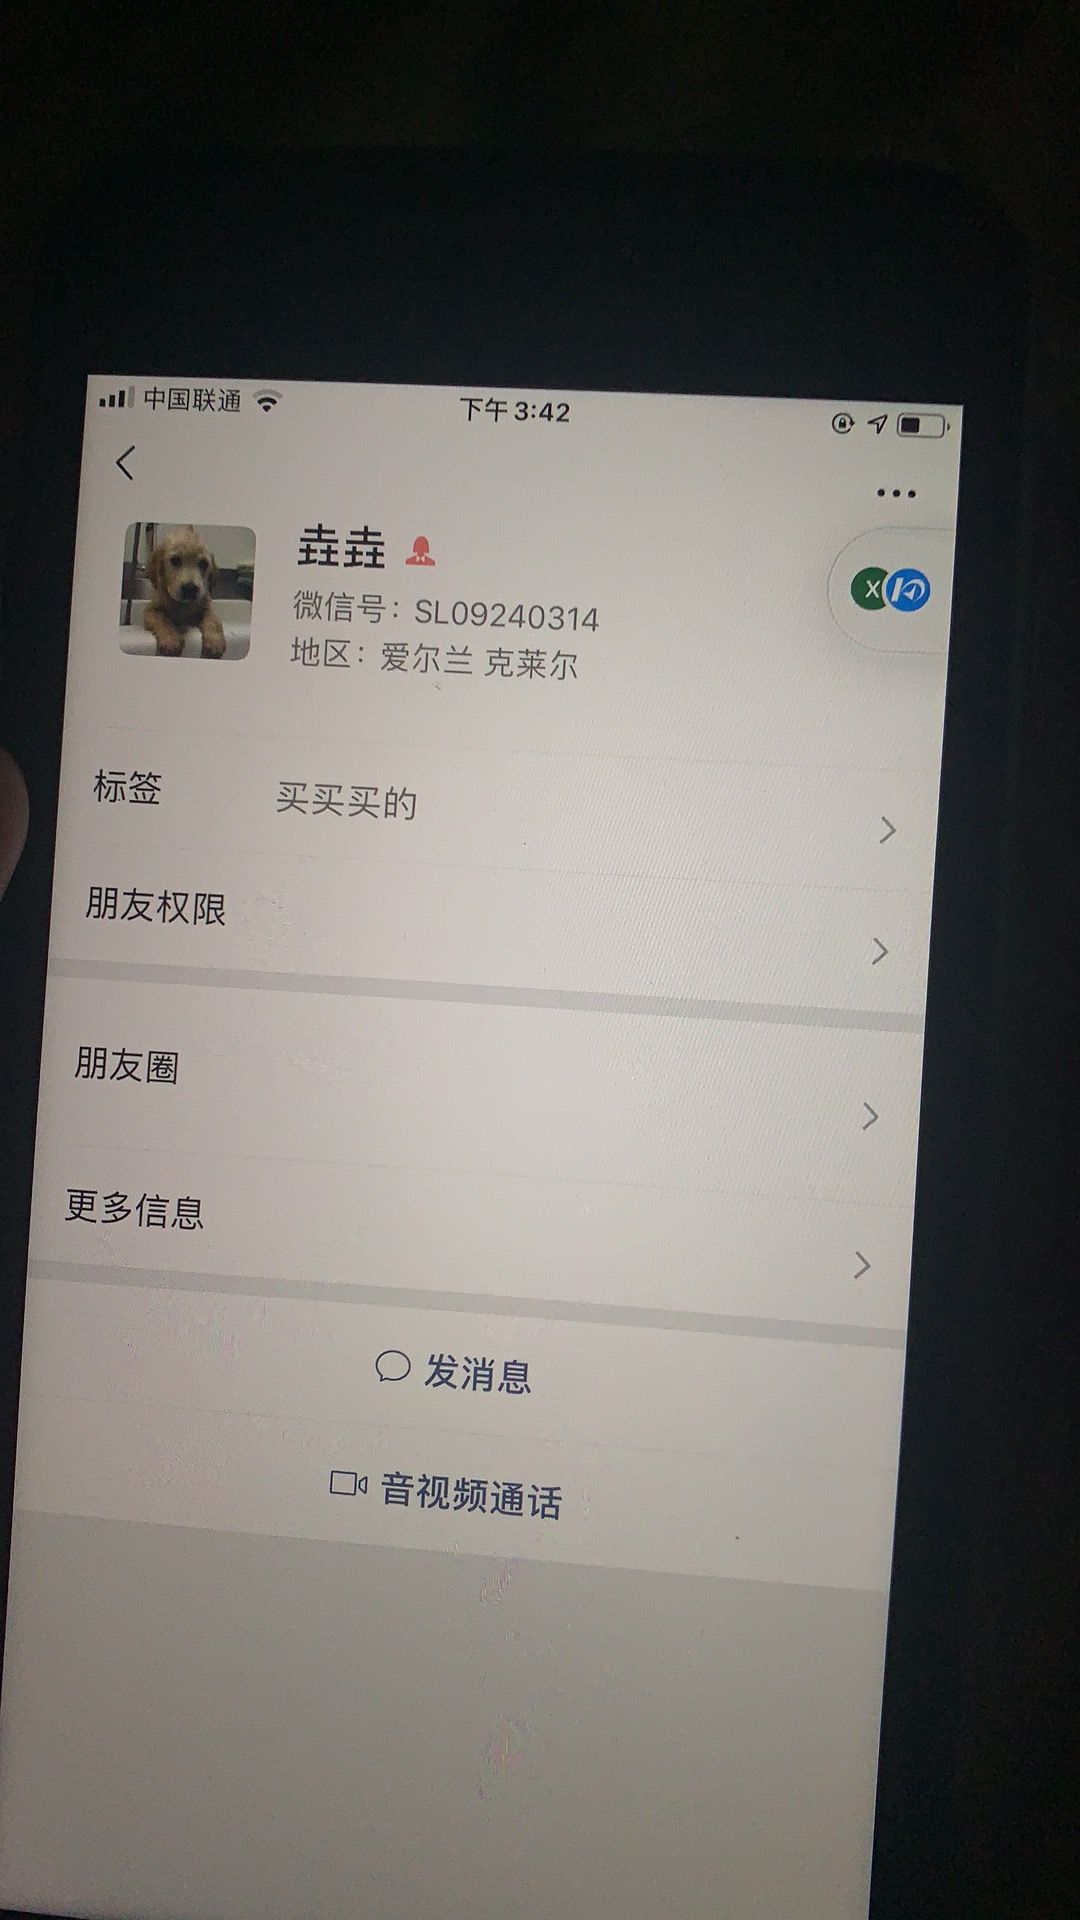 中国联通
下午3:42
垚垚
微信号：SL09240314
地区：爱尔兰 克莱尔
X
标签 买买买的
朋友权限
朋友圈
更多信息
发消息
音视频通话